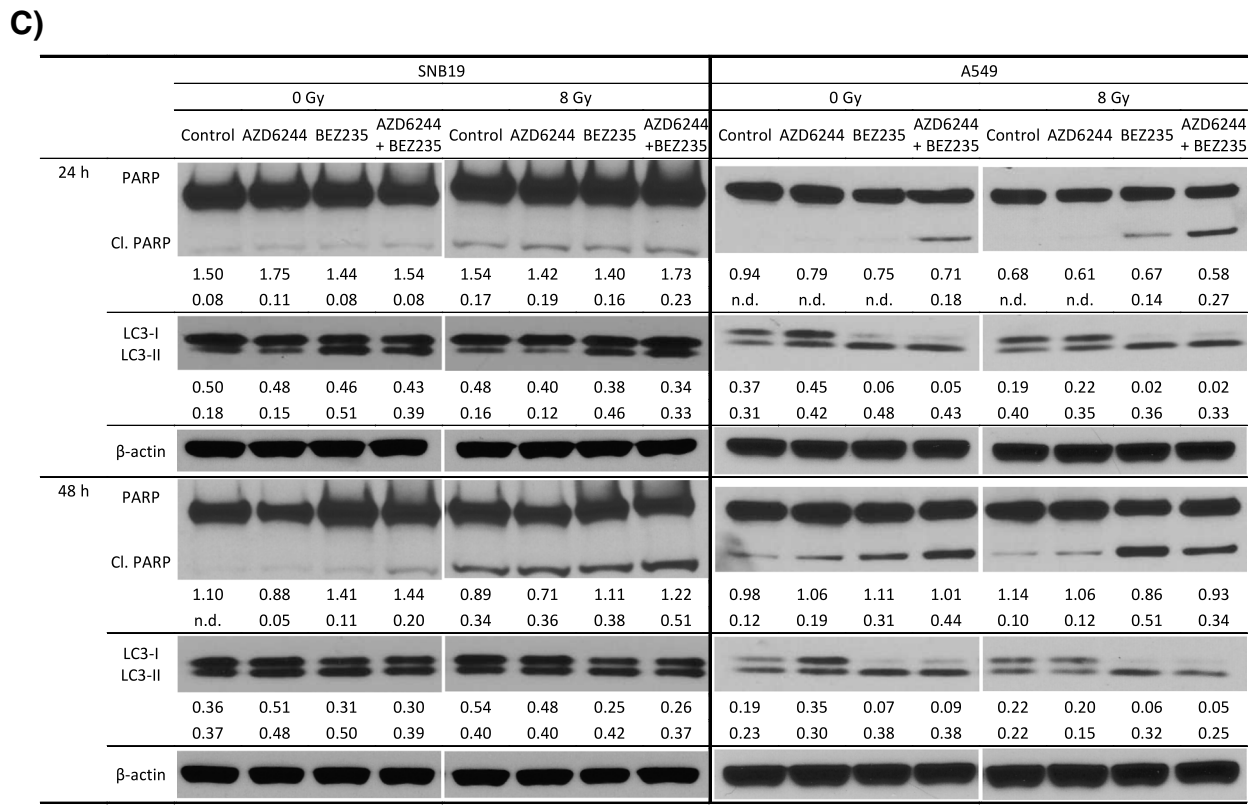 C)
SNB19 A549
0 Gy 8 Gy 0 Gy 8 Gy
Control AZD6244 BEZ235 AZD6244 + BEZ235 Control AZD6244 BEZ235 AZD6244 +BEZ235 Control AZD6244 BEZ235 AZD6244 + BEZ235 Control AZD6244 BEZ235 AZD6244 + BEZ235
24 h PARP
Cl. PARP
1.50 1.75 1.44 1.54 1.54 1.42 1.40 1.73 0.94 0.79 0.75 0.71 0.68 0.61 0.67 0.58
0.08 0.11 0.08 0.08 0.17 0.19 0.16 0.23 n.d. n.d. n.d. 0.18 n.d. n.d. 0.14 0.27
LC3-I
LC3-II
0.50 0.48 0.46 0.43 0.48 0.40 0.38 0.34 0.37 0.45 0.06 0.05 0.19 0.22 0.02 0.02
0.18 0.15 0.51 0.39 0.16 0.12 0.46 0.33 0.31 0.42 0.48 0.43 0.40 0.35 0.36 0.33
β-actin
48 h PARP
Cl. PARP
1.10 0.88 1.41 1.44 0.89 0.71 1.11 1.22 0.98 1.06 1.11 1.01 1.14 1.06 0.86 0.93
n.d. 0.05 0.11 0.20 0.34 0.36 0.38 0.51 0.12 0.19 0.31 0.44 0.10 0.12 0.51 0.34
LC3-I
LC3-II
0.36 0.51 0.31 0.30 0.54 0.48 0.25 0.26 0.19 0.35 0.07 0.09 0.22 0.20 0.06 0.05
0.37 0.48 0.50 0.39 0.40 0.40 0.42 0.37 0.23 0.30 0.38 0.38 0.22 0.15 0.32 0.25
β-actin